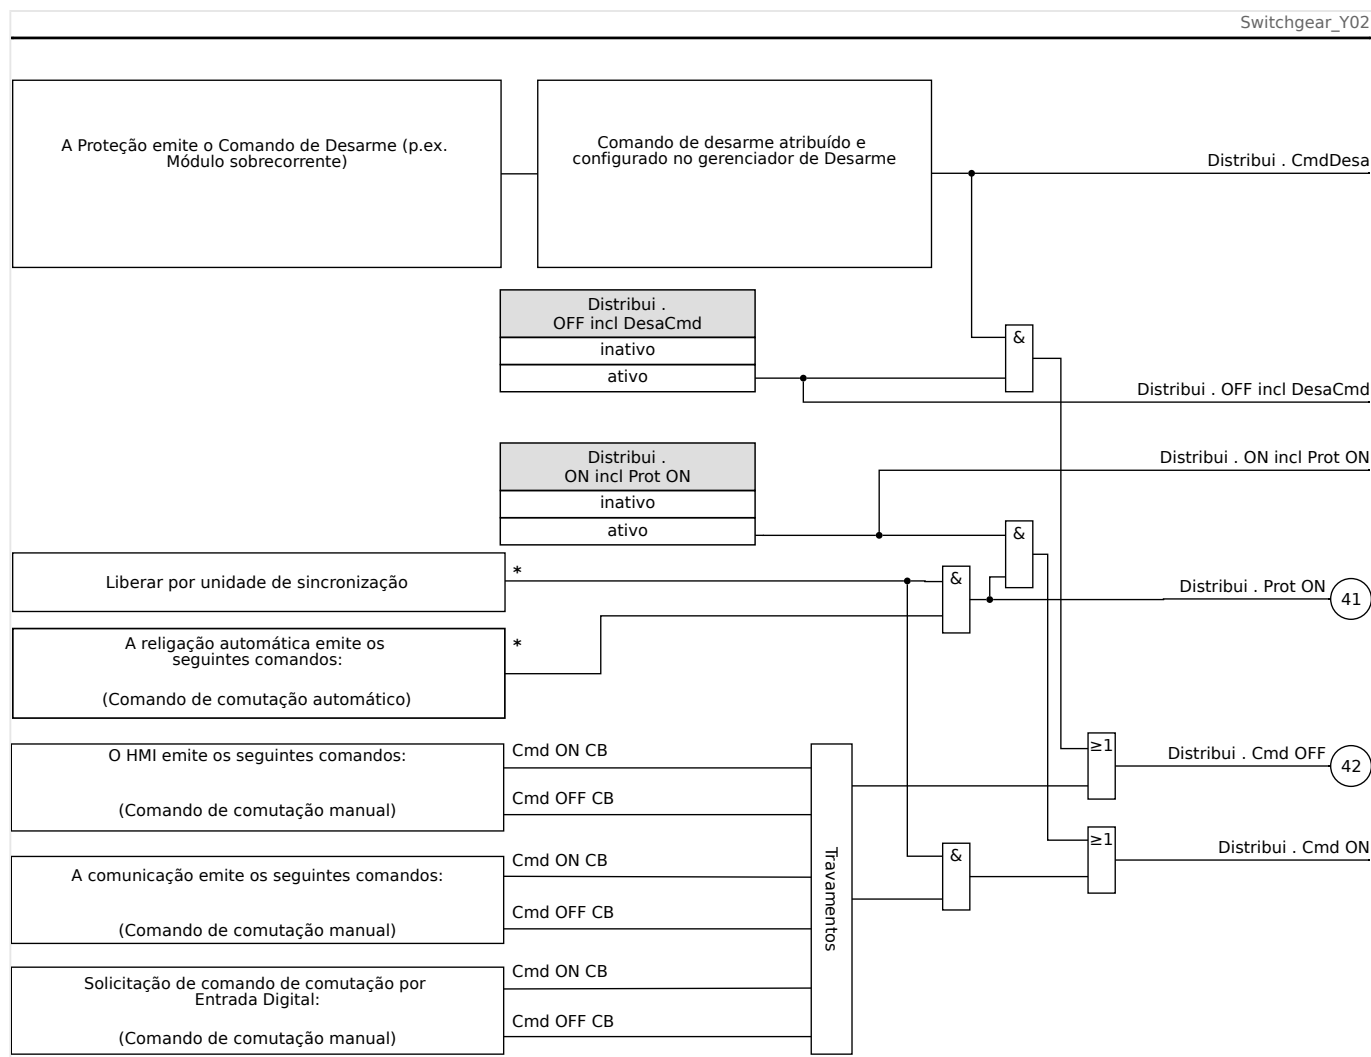 Switchgear_Y02
A Proteção emite o Comando de Desarme (p.ex.
Módulo sobrecorrente)
Comando de desarme atribuído e
configurado no gerenciador de Desarme
Distribui . CmdDesa
Distribui .
OFF incl DesaCmd
inativo
ativo
&
Distribui . OFF incl DesaCmd
Distribui .
ON incl Prot ON
inativo
ativo
Distribui . ON incl Prot ON
&
Liberar por unidade de sincronização
*
&
Distribui . Prot ON
41
A religação automática emite os
seguintes comandos:
(Comando de comutação automático)
*
O HMI emite os seguintes comandos:
(Comando de comutação manual)
Cmd ON CB
Cmd OFF CB
≥1
Distribui . Cmd OFF
42
A comunicação emite os seguintes comandos:
(Comando de comutação manual)
Cmd ON CB
Cmd OFF CB
Travamentos
&
≥1
Distribui . Cmd ON
Solicitação de comando de comutação por
Entrada Digital:
(Comando de comutação manual)
Cmd ON CB
Cmd OFF CB